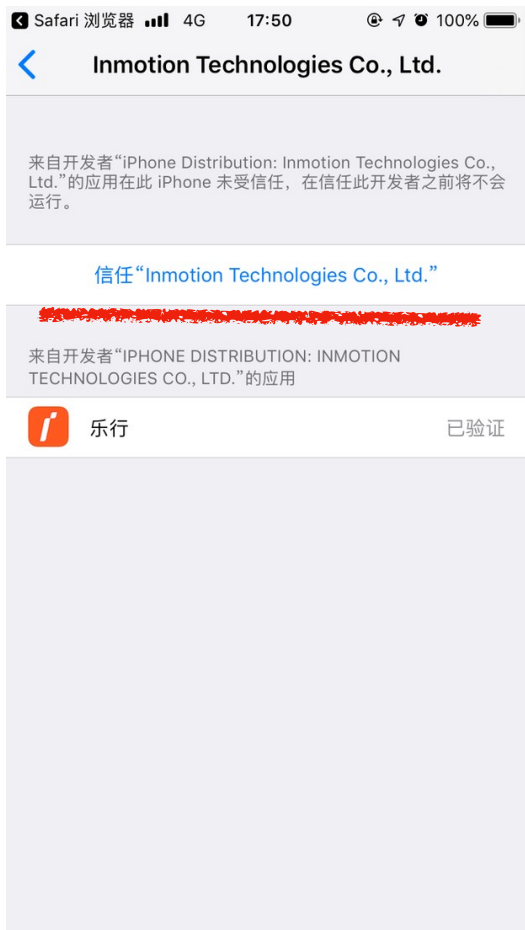 Safari 浏览器 4G 17:50 100%
Inmotion Technologies Co., Ltd.
来自开发者“iPhone Distribution: Inmotion Technologies Co.,
Ltd.”的应用在此 iPhone 未受信任，在信任此开发者之前将不会
运行。
信任“Inmotion Technologies Co., Ltd.”
来自开发者“IPHONE DISTRIBUTION: INMOTION
TECHNOLOGIES CO., LTD.”的应用
乐行 已验证